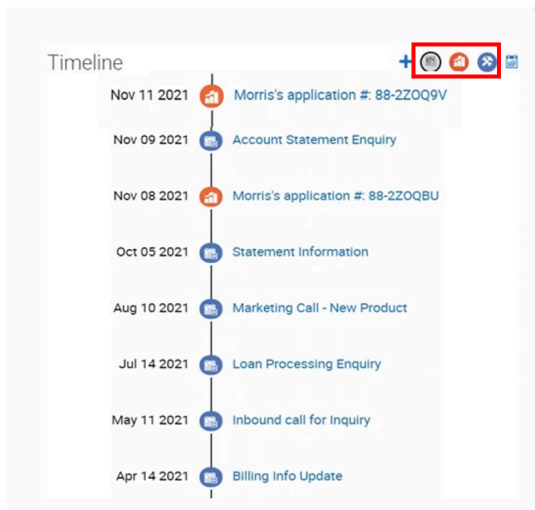 Timeline
Nov 11 2021 Morris's application #: 88-2ZOQ9V
Nov 09 2021 Account Statement Enquiry
Nov 08 2021 Morris's application #: 88-2ZOQBU
Oct 05 2021 Statement Information
Aug 10 2021 Marketing Call - New Product
Jul 14 2021 Loan Processing Enquiry
May 11 2021 Inbound call for Inquiry
Apr 14 2021 Billing Info Update